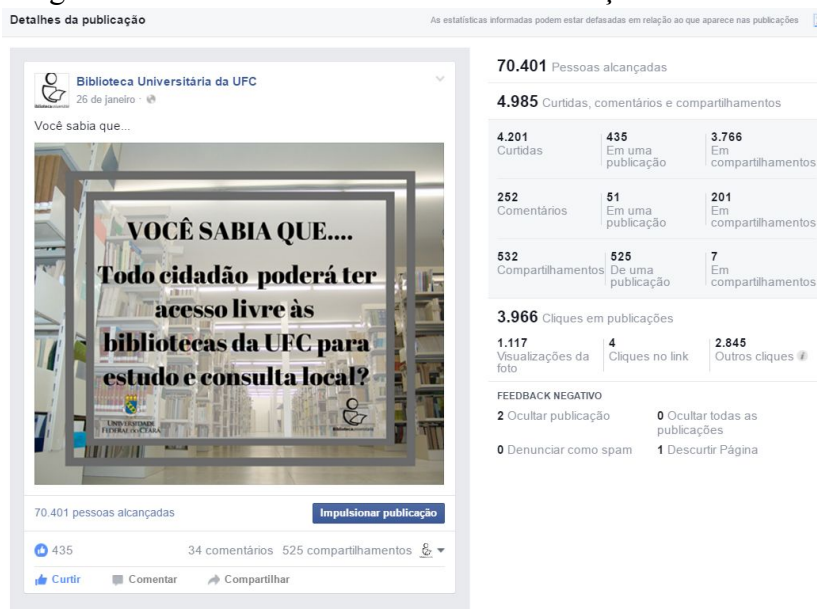 Detalhes da publicação
As estatísticas informadas podem estar defasadas em relação ao que aparece nas publicações
Biblioteca Universitária da UFC
26 de janeiro
Você sabia que...
VOCÊ SABIA QUE....
Todo cidadão poderá ter
acesso livre às
bibliotecas da UFC para
estudo e consulta local?
UNIVERSIDADE
FEDERAL DO CEARÁ
70.401 pessoas alcançadas
Impulsionar publicação
435
34 comentários 525 compartilhamentos
Curtir Comentar Compartilhar
70.401 Pessoas alcançadas
4.985 Curtidas, comentários e compartilhamentos
4.201 435 3.766
Curtidas Em uma Em
publicação compartilhamentos
252 51 201
Comentários Em uma Em
publicação compartilhamentos
532 525 7
Compartilhamentos De uma Em
publicação compartilhamentos
3.966 Cliques em publicações
1.117 4 2.845
Visualizações da Cliques no link Outros cliques
foto
FEEDBACK NEGATIVO
2 Ocultar publicação 0 Ocultar todas as
publicações
0 Denunciar como spam 1 Descurtir Página